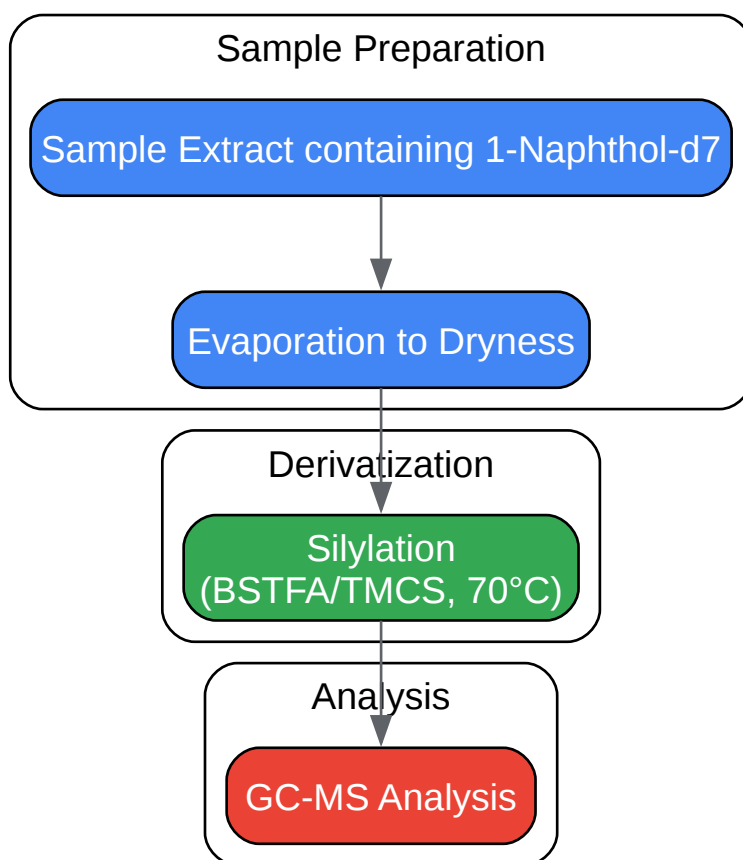 Sample Preparation
Sample Extract containing 1-Naphthol-d7
Evaporation to Dryness
Derivatization
Silylation
(BSTFA/TMCS, 70°C)
Analysis
GC-MS Analysis